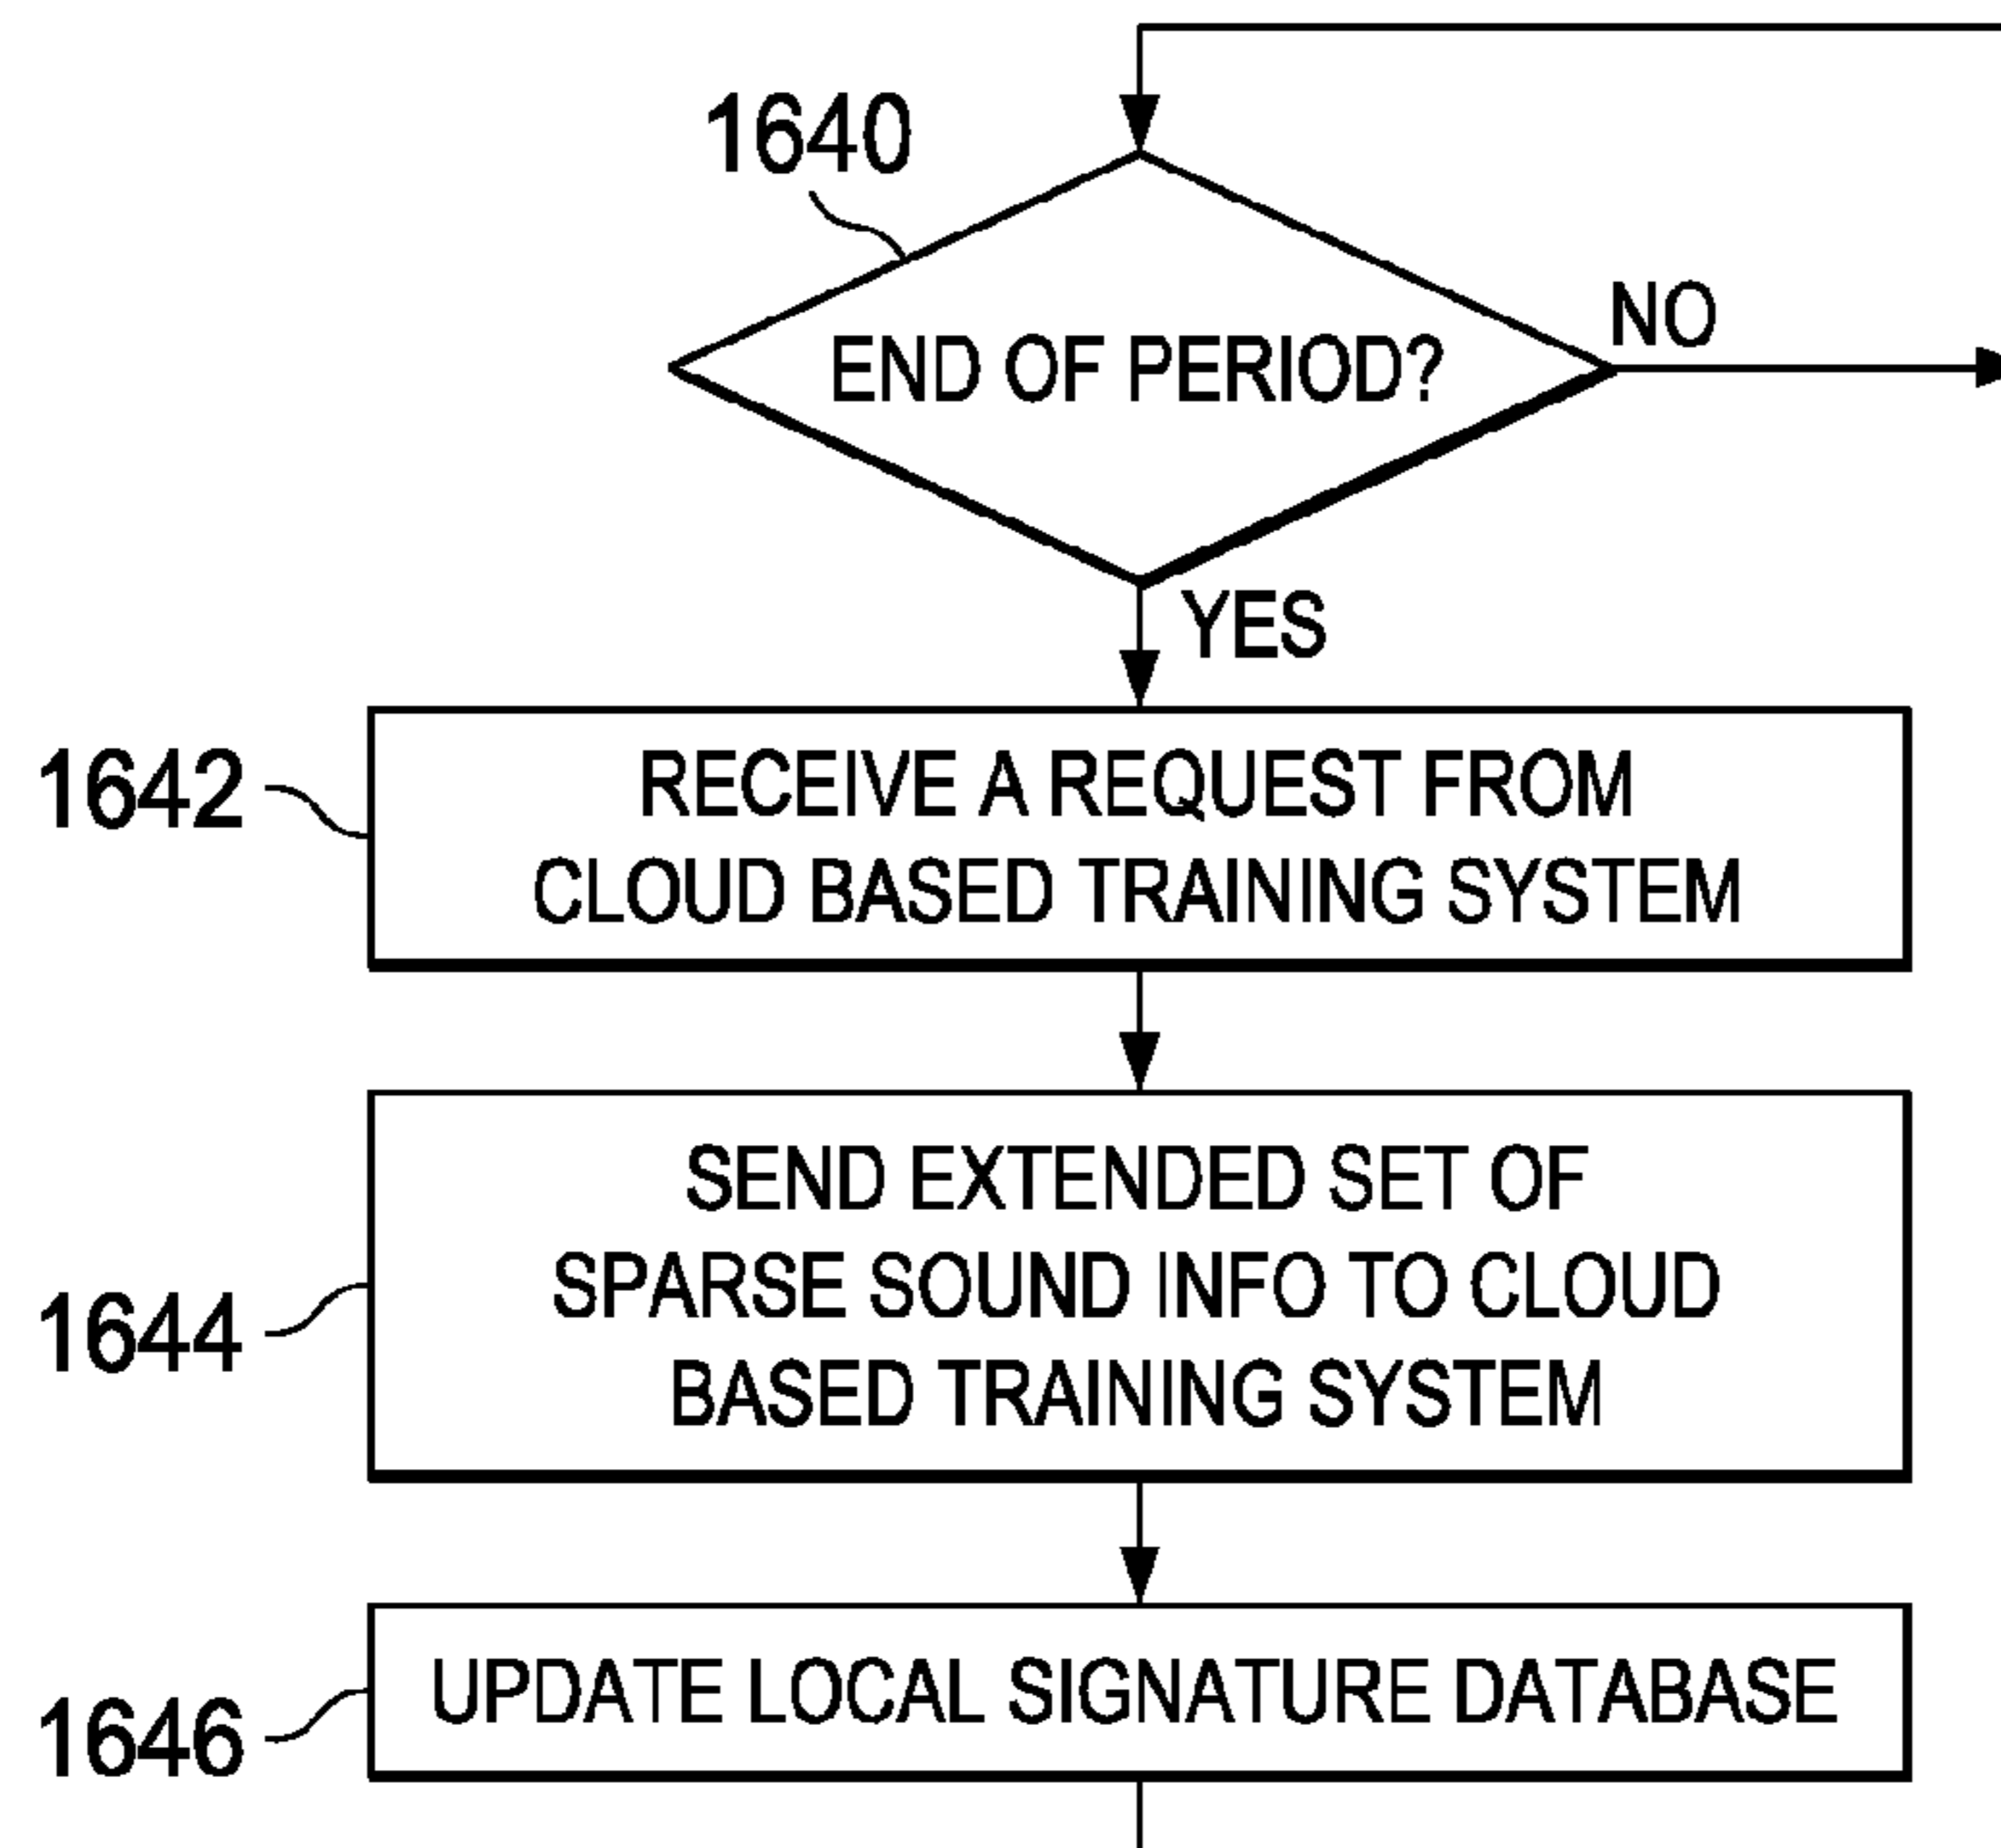 1640
END OF PERIOD?
NO
YES
1642
RECEIVE A REQUEST FROM
CLOUD BASED TRAINING SYSTEM
1644
SEND EXTENDED SET OF
SPARSE SOUND INFO TO CLOUD
BASED TRAINING SYSTEM
1646
UPDATE LOCAL SIGNATURE DATABASE